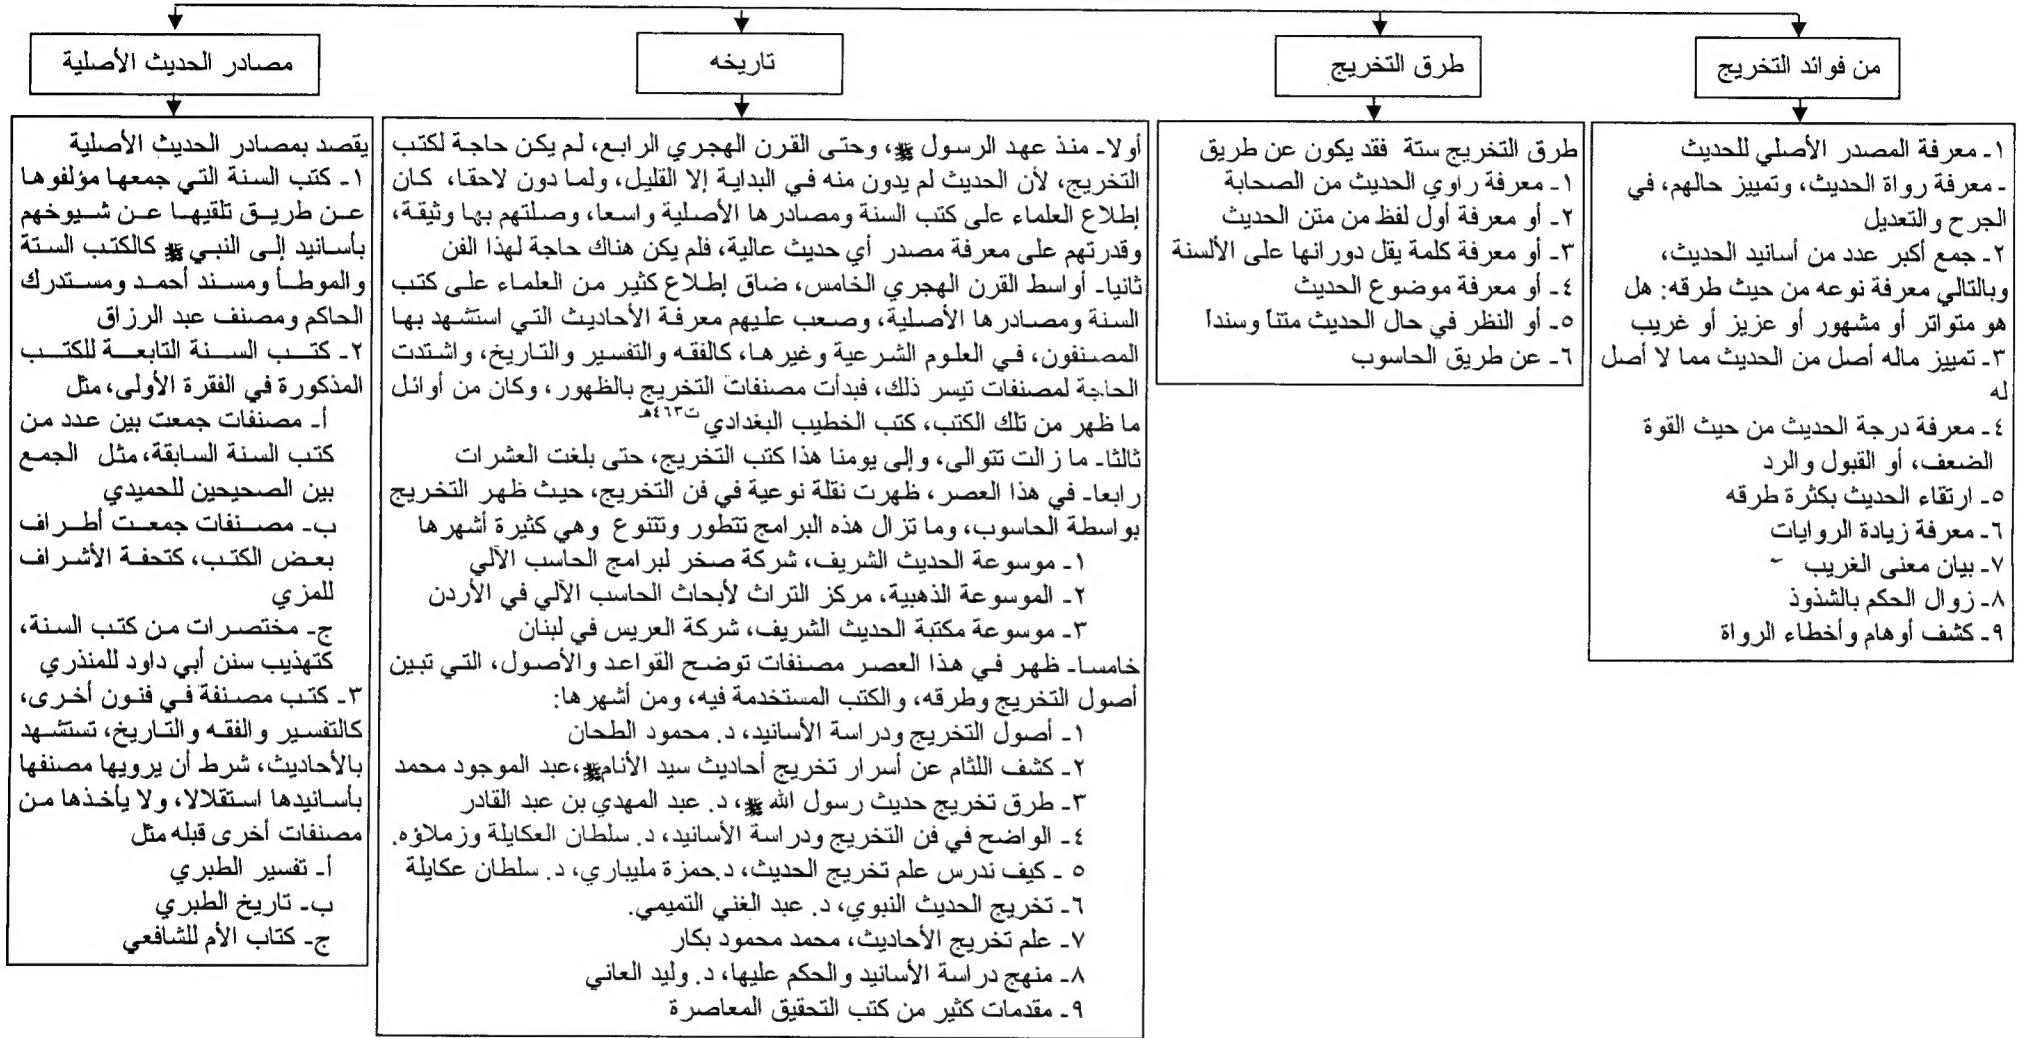 من فوائد التخريج
١- معرفة المصدر الأصلي للحديث
- معرفة رواة الحديث، وتمييز حالهم، في
الجرح والتعديل
٢- جمع أكبر عدد من أسانيد الحديث،
وبالتالي معرفة نوعه من حيث طرقه: هل
هو متواتر أو مشهور أو عزيز أو غريب
٣- تمييز ماله أصل من الحديث مما لا أصل
له
٤- معرفة درجة الحديث من حيث القوة
الضعف، أو القبول والرد
٥- ارتقاء الحديث بكثرة طرقه
٦- معرفة زيادة الروايات
٧- بيان معنى الغريب
٨- زوال الحكم بالشذوذ
٩- كشف أوهام وأخطاء الرواة
طرق التخريج
طرق التخريج ستة فقد يكون عن طريق
١- معرفة راوي الحديث من الصحابة
٢- أو معرفة أول لفظ من متن الحديث
٣- أو معرفة كلمة يقل دورانها على الألسنة
٤- أو معرفة موضوع الحديث
٥- أو النظر في حال الحديث متناً وسنداً
٦- عن طريق الحاسوب
تاريخه
أولا- منذ عهد الرسول ﷺ، وحتى القرن الهجري الرابع، لم يكن حاجة لكتب
التخريج، لأن الحديث لم يدون منه في البداية إلا القليل، ولما دون لاحقا، كان
إطلاع العلماء على كتب السنة ومصادرها الأصلية واسعا، وصلتهم بها وثيقة،
وقدرتهم على معرفة مصدر أي حديث عالية، فلم يكن هناك حاجة لهذا الفن
ثانيا- أواسط القرن الهجري الخامس، ضاق إطلاع كثير من العلماء على كتب
السنة ومصادرها الأصلية، وصعب عليهم معرفة الأحاديث التي استشهد بها
المصنفون، في العلوم الشرعية وغيرها، كالفقه والتفسير والتاريخ، واشتدت
الحاجة لمصنفات تيسر ذلك، فبدأت مصنفات التخريج بالظهور، وكان من أوائل
ما ظهر من تلك الكتب، كتب الخطيب البغدادي ت٤٦٣هـ
ثالثا- ما زالت تتوالى، وإلى يومنا هذا كتب التخريج، حتى بلغت العشرات
رابعا- في هذا العصر، ظهرت نقلة نوعية في فن التخريج، حيث ظهر التخريج
بواسطة الحاسوب، وما تزال هذه البرامج تتطور وتتنوع وهي كثيرة أشهرها
١- موسوعة الحديث الشريف، شركة صخر لبرامج الحاسب الآلي
٢- الموسوعة الذهبية، مركز التراث لأبحاث الحاسب الآلي في الأردن
٣- موسوعة مكتبة الحديث الشريف، شركة العريس في لبنان
خامسا- ظهر في هذا العصر مصنفات توضح القواعد والأصول، التي تبين
أصول التخريج وطرقه، والكتب المستخدمة فيه، ومن أشهرها:
١- أصول التخريج ودراسة الأسانيد، د. محمود الطحان
٢- كشف اللثام عن أسرار تخريج أحاديث سيد الأنامﷺ،عبد الموجود محمد
٣- طرق تخريج حديث رسول الله ﷺ، د. عبد المهدي بن عبد القادر
٤- الواضح في فن التخريج ودراسة الأسانيد، د. سلطان العكايلة وزملاؤه.
٥ - كيف ندرس علم تخريج الحديث، د.حمزة مليباري، د. سلطان عكايلة
٦- تخريج الحديث النبوي، د. عبد الغني التميمي.
٧- علم تخريج الأحاديث، محمد محمود بكار
٨- منهج دراسة الأسانيد والحكم عليها، د. وليد العاني
٩- مقدمات كثير من كتب التحقيق المعاصرة
مصادر الحديث الأصلية
يقصد بمصادر الحديث الأصلية
١- كتب السنة التي جمعها مؤلفوها
عن طريق تلقيها عن شيوخهم
بأسانيد إلى النبي ﷺ كالكتب الستة
والموطأ ومسند أحمد ومستدرك
الحاكم ومصنف عبد الرزاق
٢- كتب السنة التابعة للكتب
المذكورة في الفقرة الأولى، مثل
أ- مصنفات جمعت بين عدد من
كتب السنة السابقة، مثل الجمع
بين الصحيحين للحميدي
ب- مصنفات جمعت أطراف
بعض الكتب، كتحفة الأشراف
للمزي
ج- مختصرات من كتب السنة،
كتهذيب سنن أبي داود للمنذري
٣- كتب مصنفة في فنون أخرى،
كالتفسير والفقه والتاريخ، تستشهد
بالأحاديث، شرط أن يرويها مصنفها
بأسانيدها استقلالا، ولا يأخذها من
مصنفات أخرى قبله مثل
أ- تفسير الطبري
ب- تاريخ الطبري
ج- كتاب الأم للشافعي